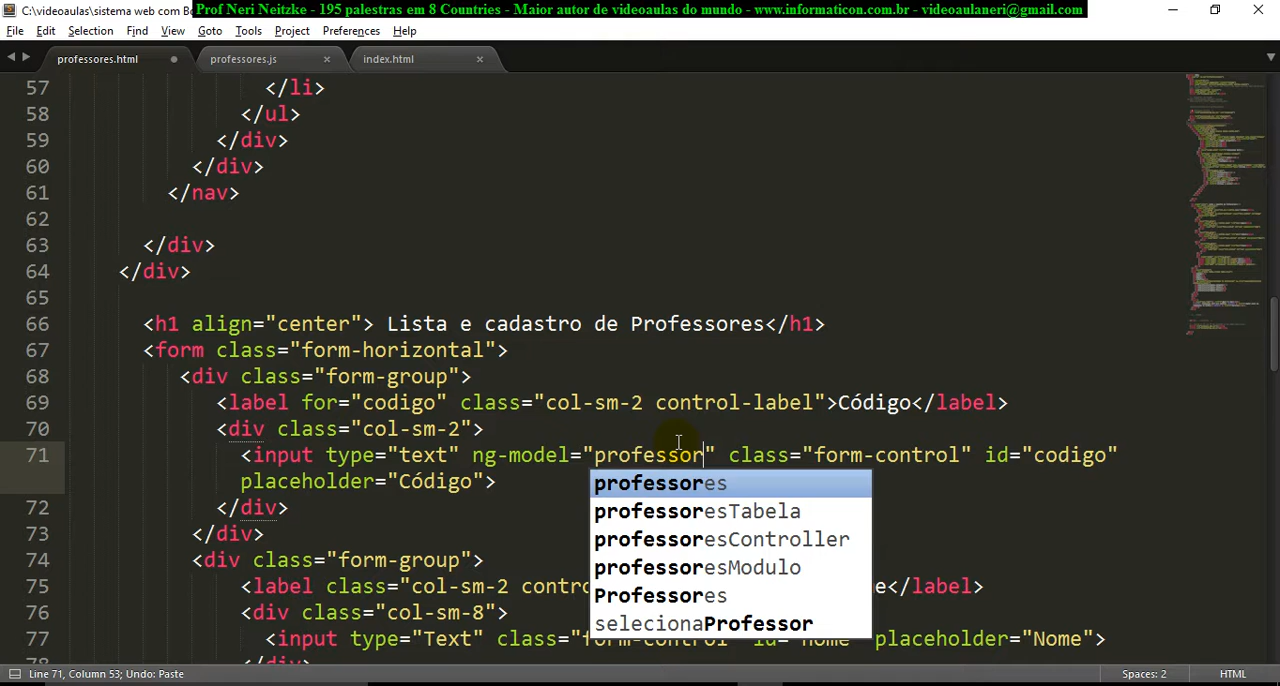 C:\videoaulas\sistema web com Bo
Prof Neri Neitzke - 195 palestras em 8 Countries - Maior autor de videoaulas do mundo - www.informaticon.com.br - videoaulaneri@gmail.com
File Edit Selection Find View Goto Tools Project Preferences Help
professores.html professores.js × index.html ×
57 </li>
58 </ul>
59 </div>
60 </div>
61 </nav>
62
63 </div>
64 </div>
65
66 <h1 align="center"> Lista e cadastro de Professores</h1>
67 <form class="form-horizontal">
68 <div class="form-group">
69 <label for="codigo" class="col-sm-2 control-label">Código</label>
70 <div class="col-sm-2">
71 <input type="text" ng-model="professor" class="form-control" id="codigo"
placeholder="Código">
professores
professoresTabela
professoresController
professoresModulo
Professores
selecionaProfessor
72 </div>
73 </div>
74 <div class="form-group">
75 <label class="col-sm-2 contro e</label>
76 <div class="col-sm-8">
77 <input type="Text" class="form-control" id="nome" placeholder="Nome">
78 </div>
Line 71, Column 53; Undo: Paste Spaces: 2 HTML